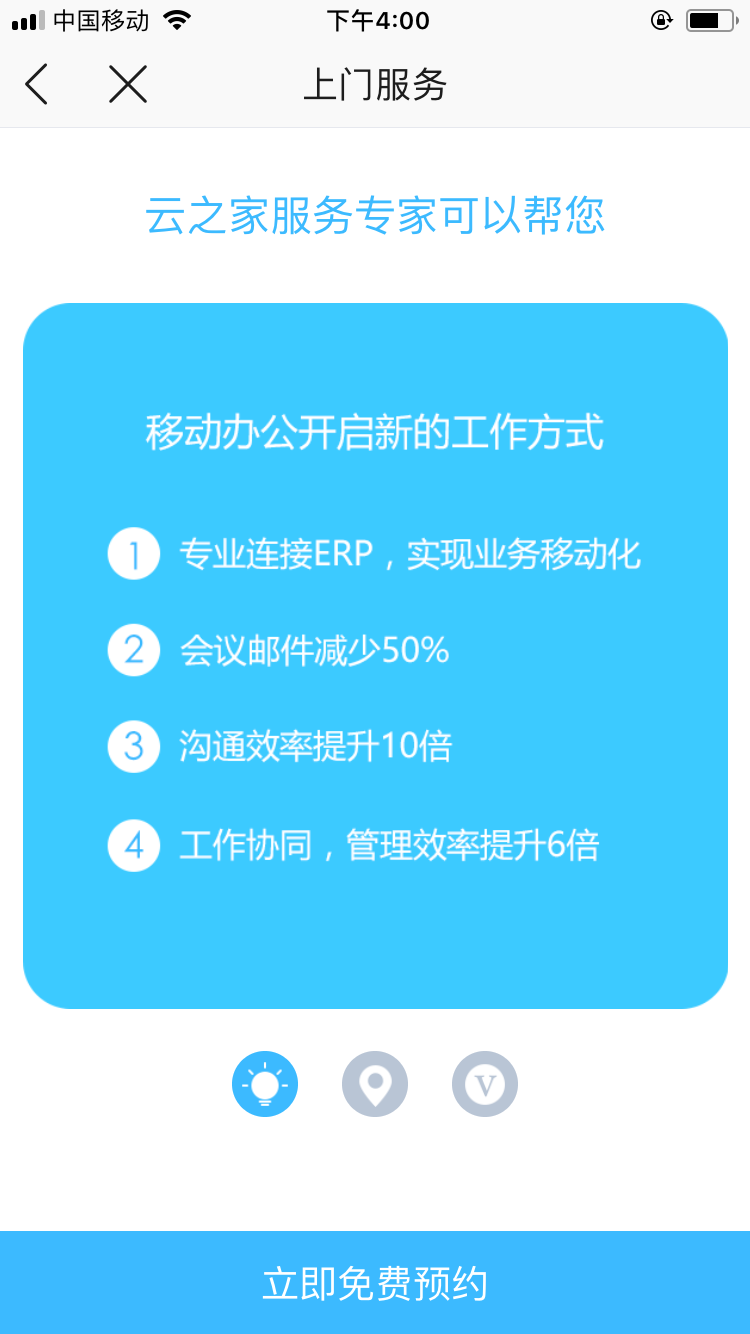 中国移动 下午4:00
上门服务
云之家服务专家可以帮您
移动办公开启新的工作方式
1 专业连接ERP，实现业务移动化
2 会议邮件减少50%
3 沟通效率提升10倍
4 工作协同，管理效率提升6倍
V
立即免费预约